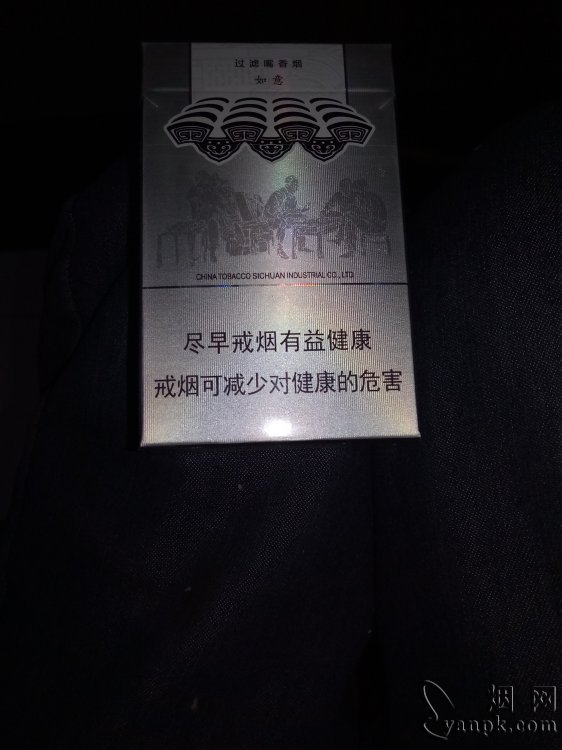 过滤嘴香烟
如意
CHINA TOBACCO SICHUAN INDUSTRIAL CO., LTD
尽早戒烟有益健康
戒烟可减少对健康的危害
烟网
yanpk.com